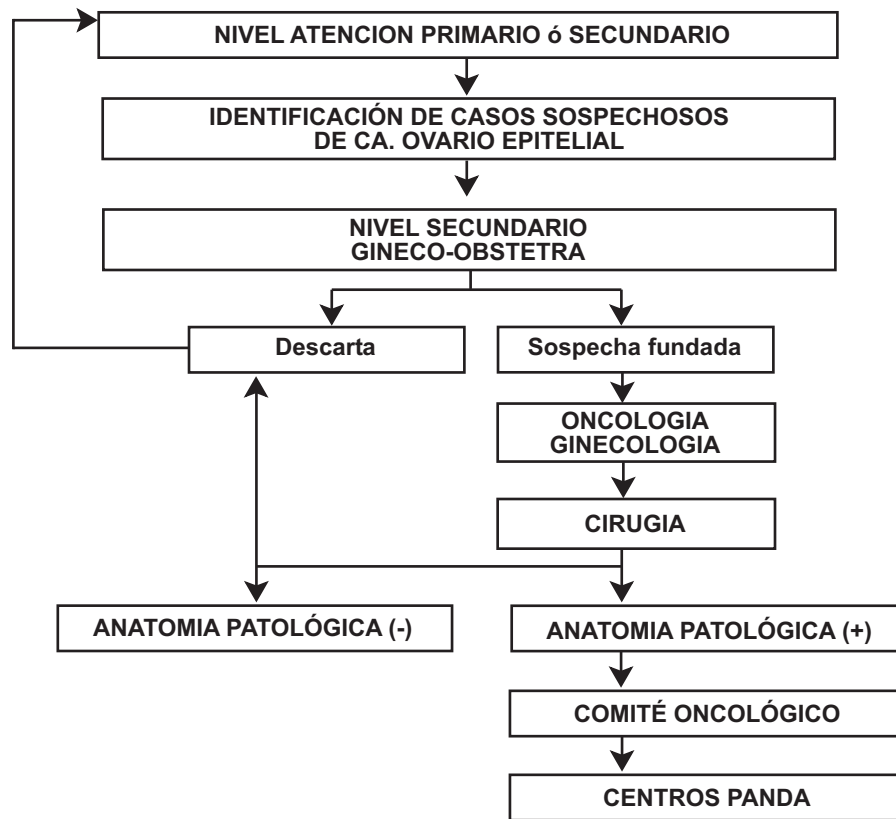 NIVEL ATENCION PRIMARIO ó SECUNDARIO
IDENTIFICACIÓN DE CASOS SOSPECHOSOS
DE CA. OVARIO EPITELIAL
NIVEL SECUNDARIO
GINECO-OBSTETRA
Descarta
Sospecha fundada
ONCOLOGIA
GINECOLOGIA
CIRUGIA
ANATOMIA PATOLÓGICA (-)
ANATOMIA PATOLÓGICA (+)
COMITÉ ONCOLÓGICO
CENTROS PANDA